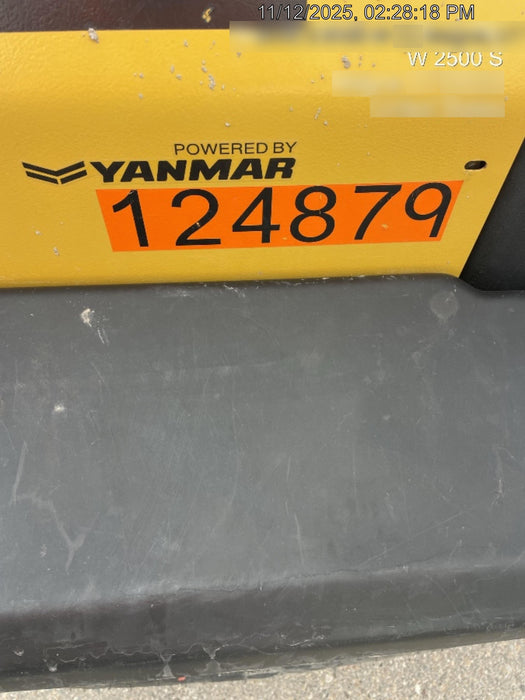 11/12/2025, 02:28:18 PM
W 2500 S
POWERED BY
YANMAR
124879